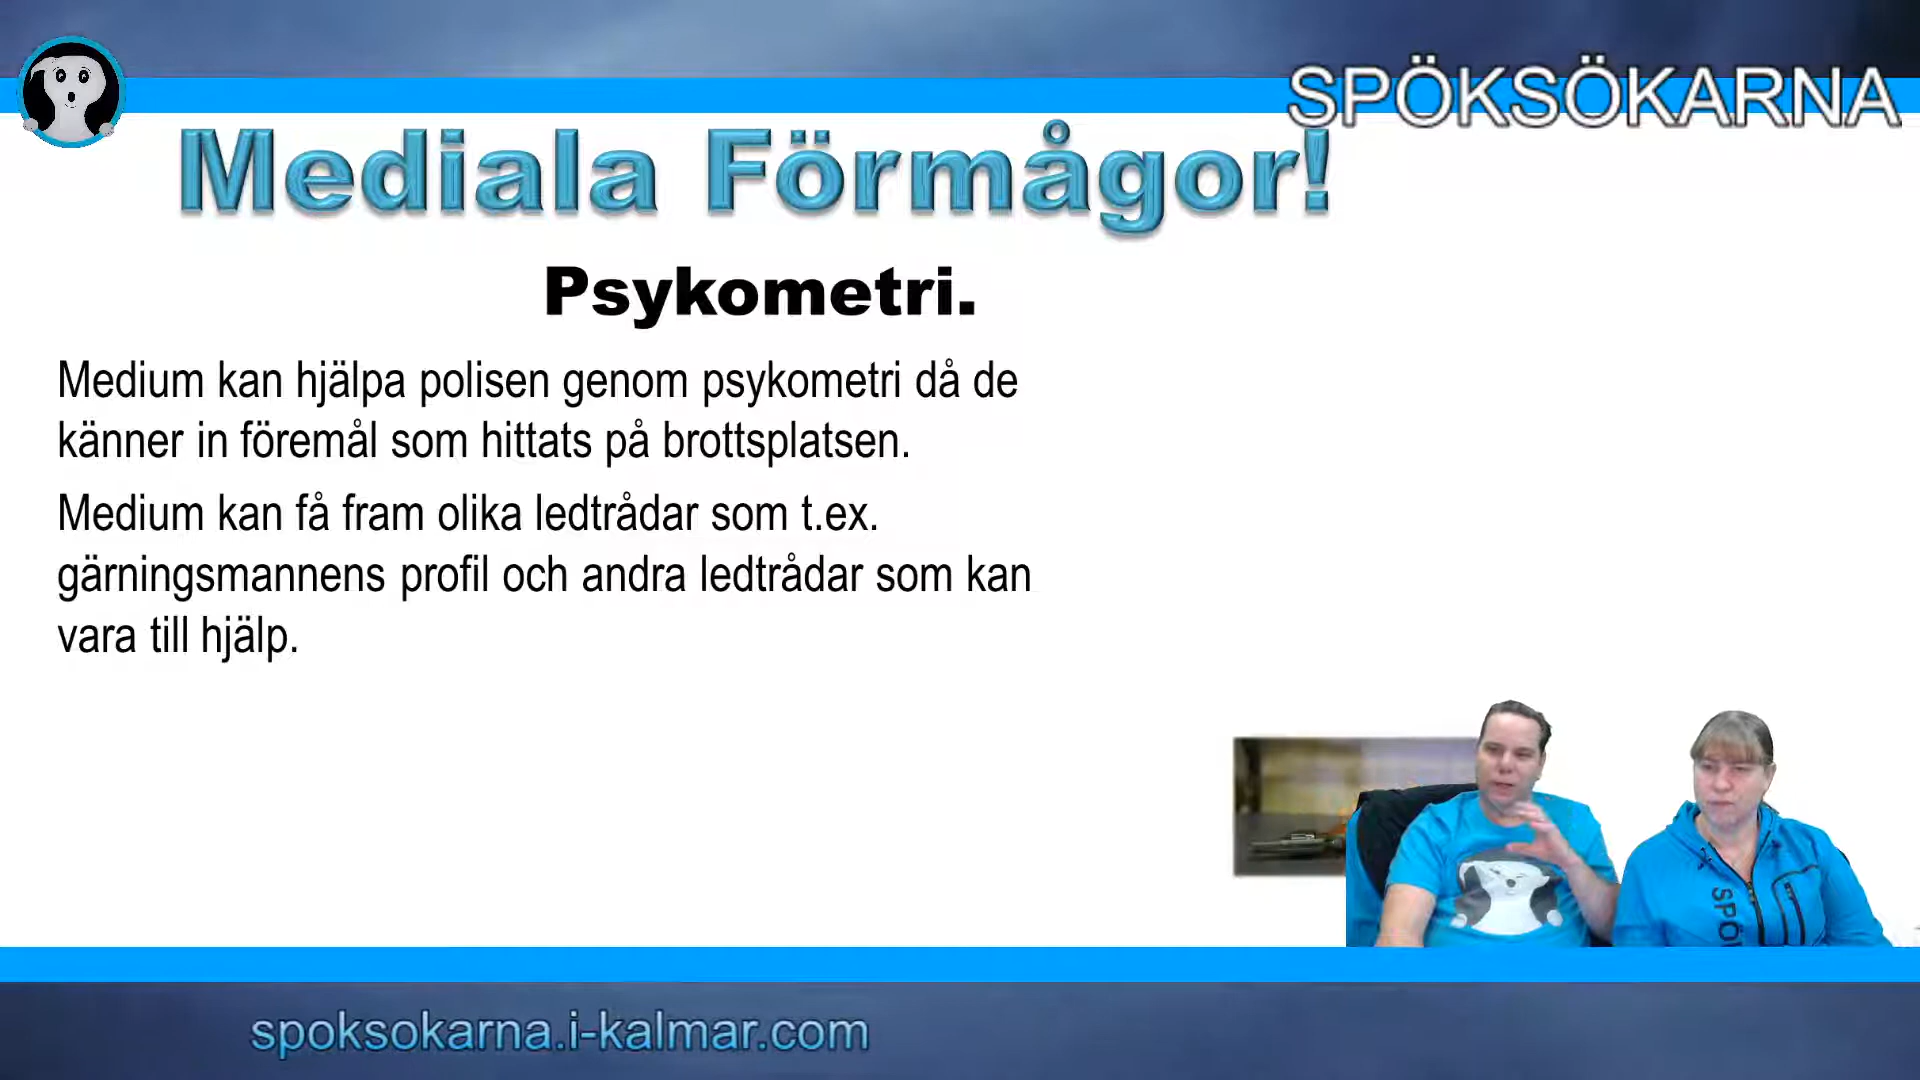 SPÖKSÖKARNA
Mediala Förmågor!
Psykometri.
Medium kan hjälpa polisen genom psykometri då de
känner in föremål som hittats på brottsplatsen.
Medium kan få fram olika ledtrådar som t.ex.
gärningsmannens profil och andra ledtrådar som kan
vara till hjälp.
SPÖ
spoksokarna.i-kalmar.com